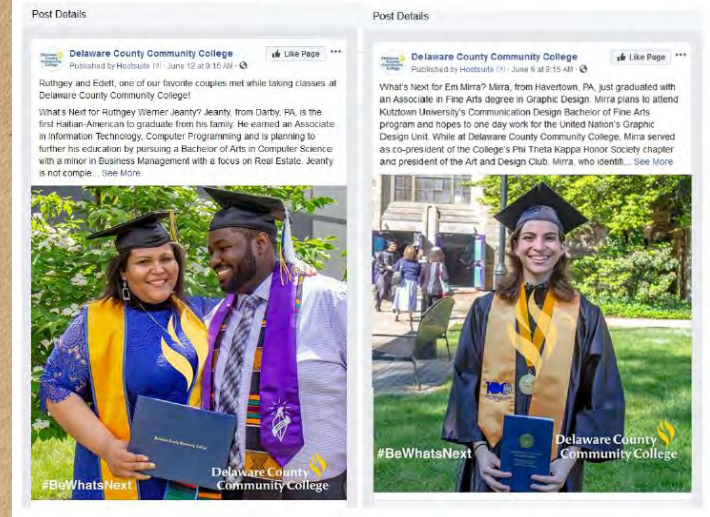 Post Details
Delaware County Community College
Like Page
Published by Hootsuite [?] · June 12 at 9:15 AM ·
Ruthgey and Edett, one of our favorite couples met while taking classes at
Delaware County Community College!
What's Next for Ruthgey Werner Jeanty? Jeanty, from Darby, PA, is the
first Haitian-American to graduate from his family. He earned an Associate
in Information Technology, Computer Programming and is planning to
further his education by pursuing a Bachelor of Arts in Computer Science
with a minor in Business Management with a focus on Real Estate. Jeanty
is not comple... See More
Delaware County Community College
#BeWhatsNext
Delaware County
Community College
Post Details
Delaware County Community College
Like Page
Published by Hootsuite [?] · June 6 at 9:15 AM ·
What's Next for Em Mirra? Mirra, from Havertown, PA, just graduated with
an Associate in Fine Arts degree in Graphic Design. Mirra plans to attend
Kutztown University's Communication Design Bachelor of Fine Arts
program and hopes to one day work for the United Nation's Graphic
Design Unit. While at Delaware County Community College, Mirra served
as co-president of the College's Phi Theta Kappa Honor Society chapter
and president of the Art and Design Club. Mirra, who identifi... See More
100
#BeWhatsNext
Delaware County
Community College